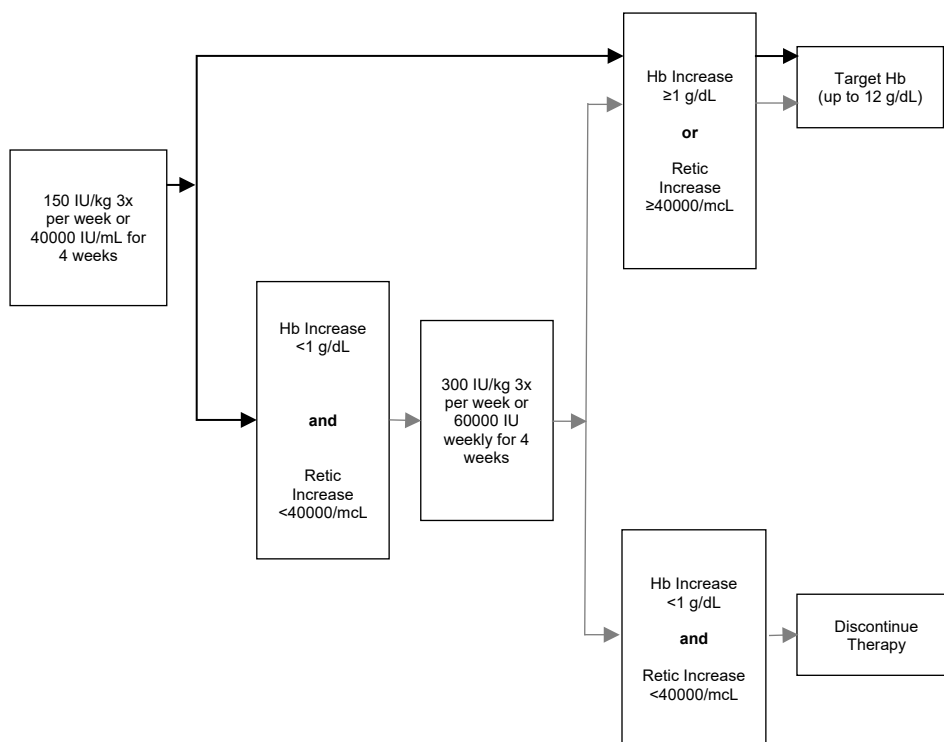 150 IU/kg 3x
per week or
40000 IU/mL for
4 weeks
Hb Increase
≥1 g/dL
or
Retic
Increase
≥40000/mcL
Target Hb
(up to 12 g/dL)
Hb Increase
<1 g/dL
and
Retic
Increase
<40000/mcL
300 IU/kg 3x
per week or
60000 IU
weekly for 4
weeks
Hb Increase
<1 g/dL
and
Retic Increase
<40000/mcL
Discontinue
Therapy